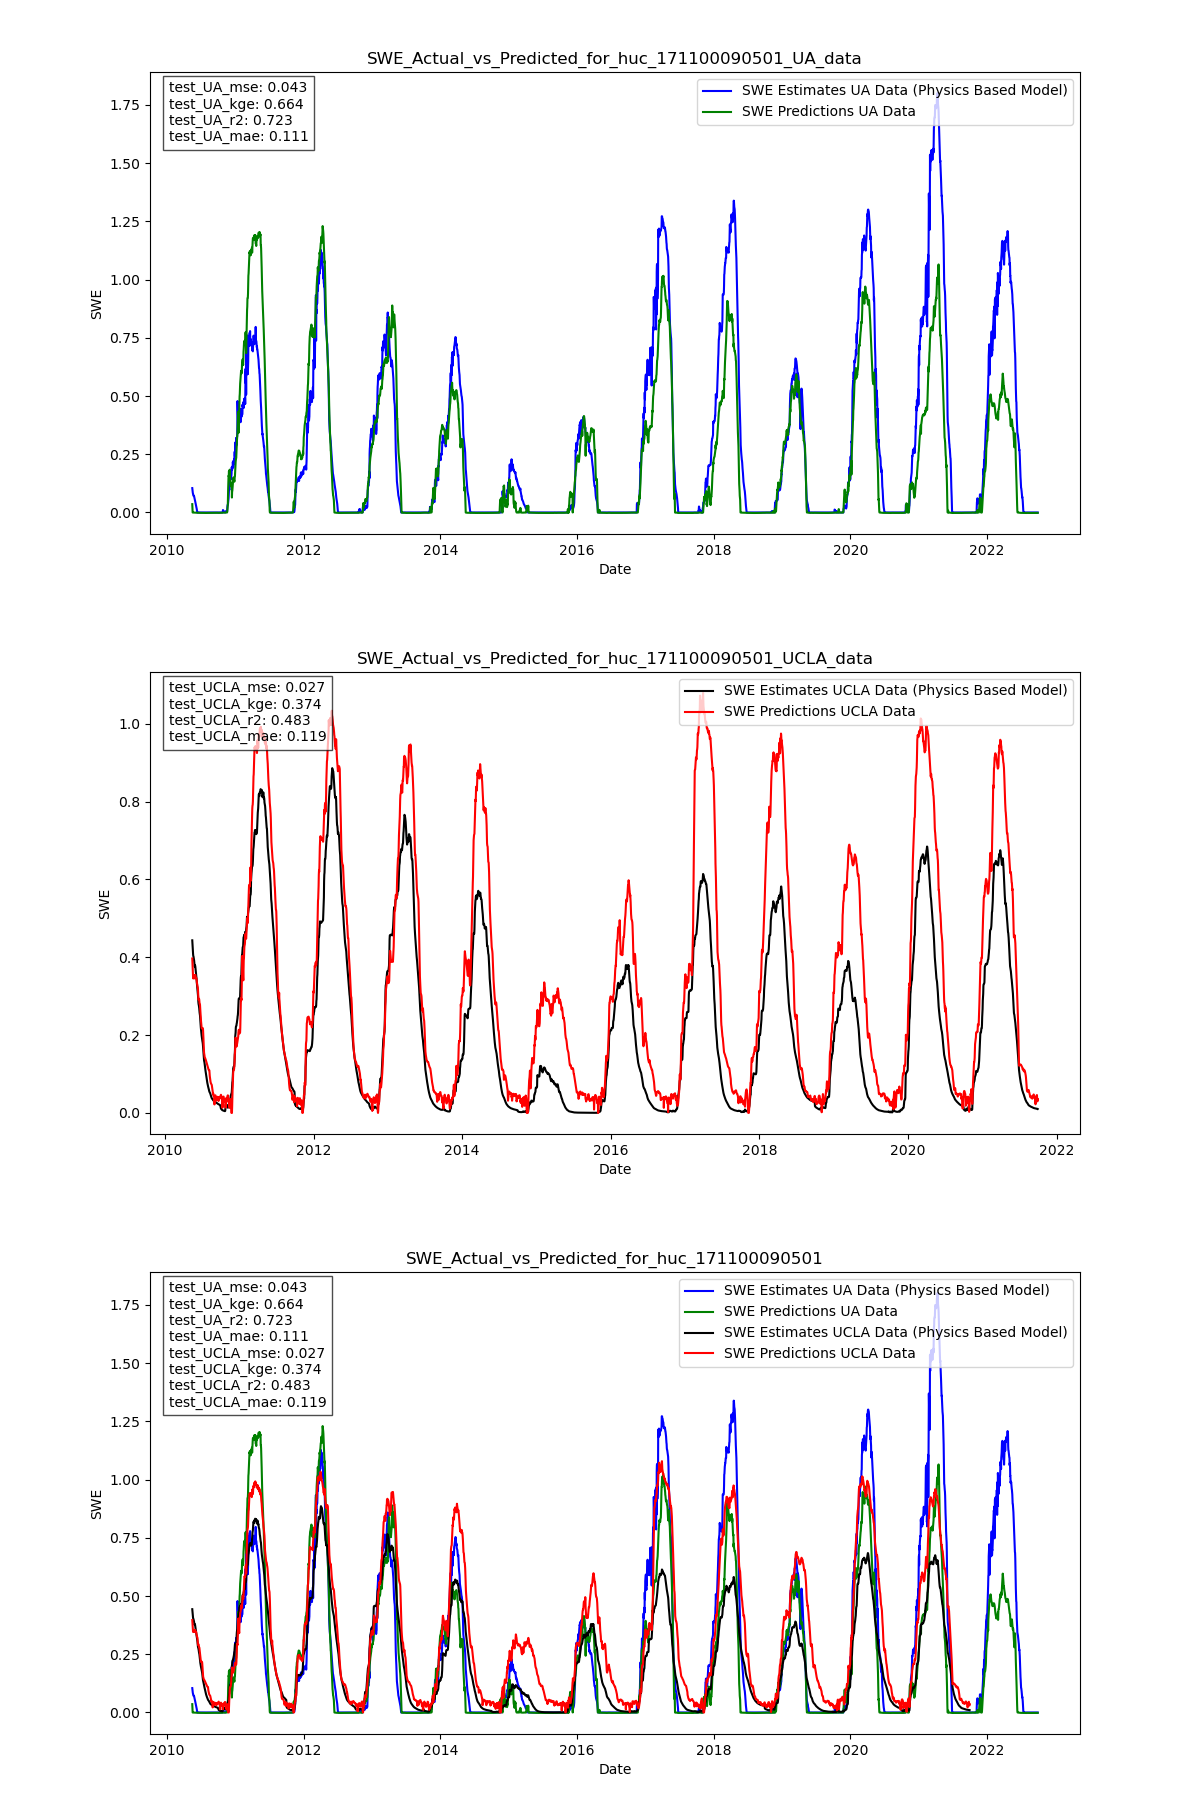 SWE_Actual_vs_Predicted_for_huc_171100090501_UA_data
test_UA_mse: 0.043
test_UA_kge: 0.664
test_UA_r2: 0.723
test_UA_mae: 0.111
SWE Estimates UA Data (Physics Based Model)
SWE Predictions UA Data
1.75
1.50
1.25
1.00
0.75
0.50
0.25
0.00
SWE
2010 2012 2014 2016 2018 2020 2022
Date
SWE_Actual_vs_Predicted_for_huc_171100090501_UCLA_data
test_UCLA_mse: 0.027
test_UCLA_kge: 0.374
test_UCLA_r2: 0.483
test_UCLA_mae: 0.119
SWE Estimates UCLA Data (Physics Based Model)
SWE Predictions UCLA Data
1.0
0.8
0.6
0.4
0.2
0.0
SWE
2010 2012 2014 2016 2018 2020 2022
Date
SWE_Actual_vs_Predicted_for_huc_171100090501
test_UA_mse: 0.043
test_UA_kge: 0.664
test_UA_r2: 0.723
test_UA_mae: 0.111
test_UCLA_mse: 0.027
test_UCLA_kge: 0.374
test_UCLA_r2: 0.483
test_UCLA_mae: 0.119
SWE Estimates UA Data (Physics Based Model)
SWE Predictions UA Data
SWE Estimates UCLA Data (Physics Based Model)
SWE Predictions UCLA Data
1.75
1.50
1.25
1.00
0.75
0.50
0.25
0.00
SWE
2010 2012 2014 2016 2018 2020 2022
Date